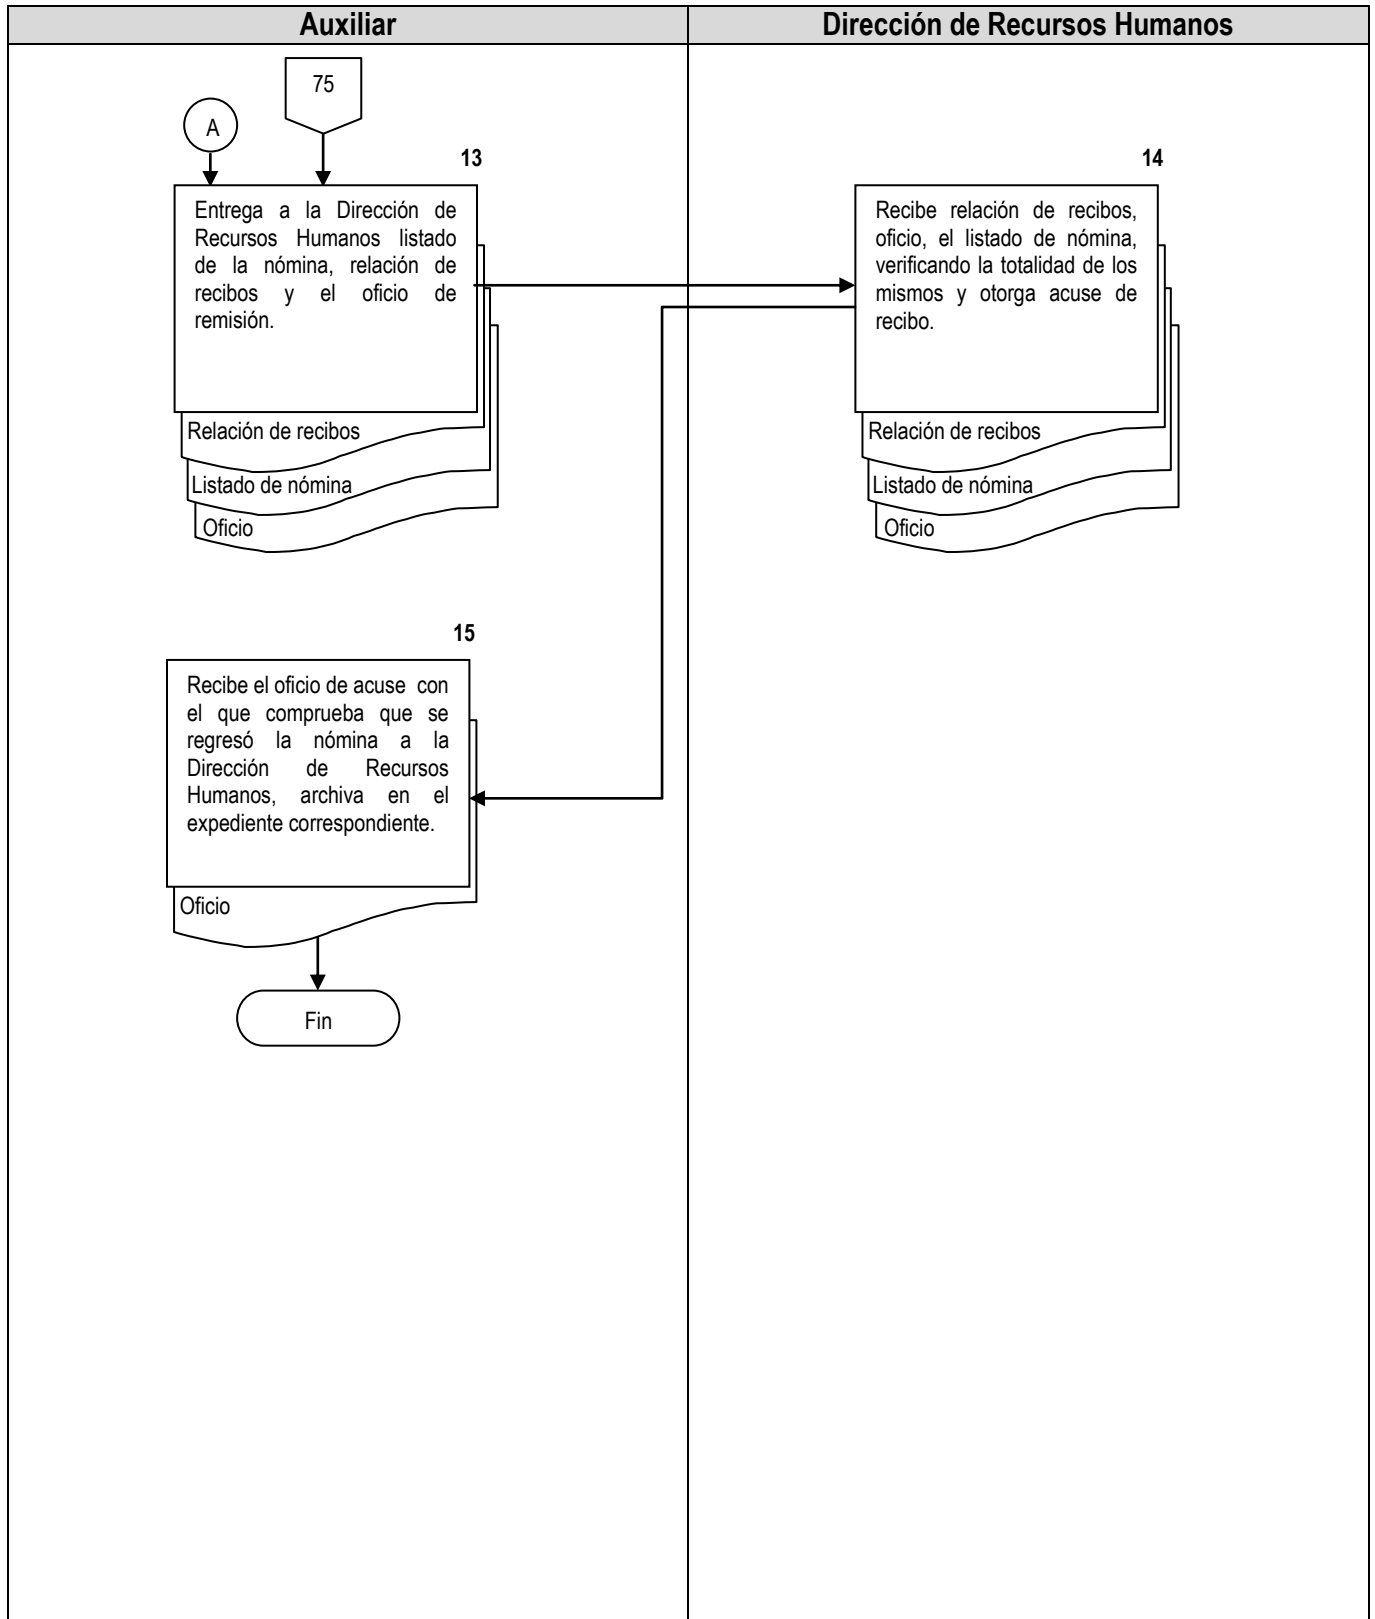 Auxiliar
Dirección de Recursos Humanos
75
A
13
Entrega a la Dirección de
Recursos Humanos listado
de la nómina, relación de
recibos y el oficio de
remisión.
Relación de recibos
Listado de nómina
Oficio
14
Recibe relación de recibos,
oficio, el listado de nómina,
verificando la totalidad de los
mismos y otorga acuse de
recibo.
Relación de recibos
Listado de nómina
Oficio
15
Recibe el oficio de acuse con
el que comprueba que se
regresó la nómina a la
Dirección de Recursos
Humanos, archiva en el
expediente correspondiente.
Oficio
Fin